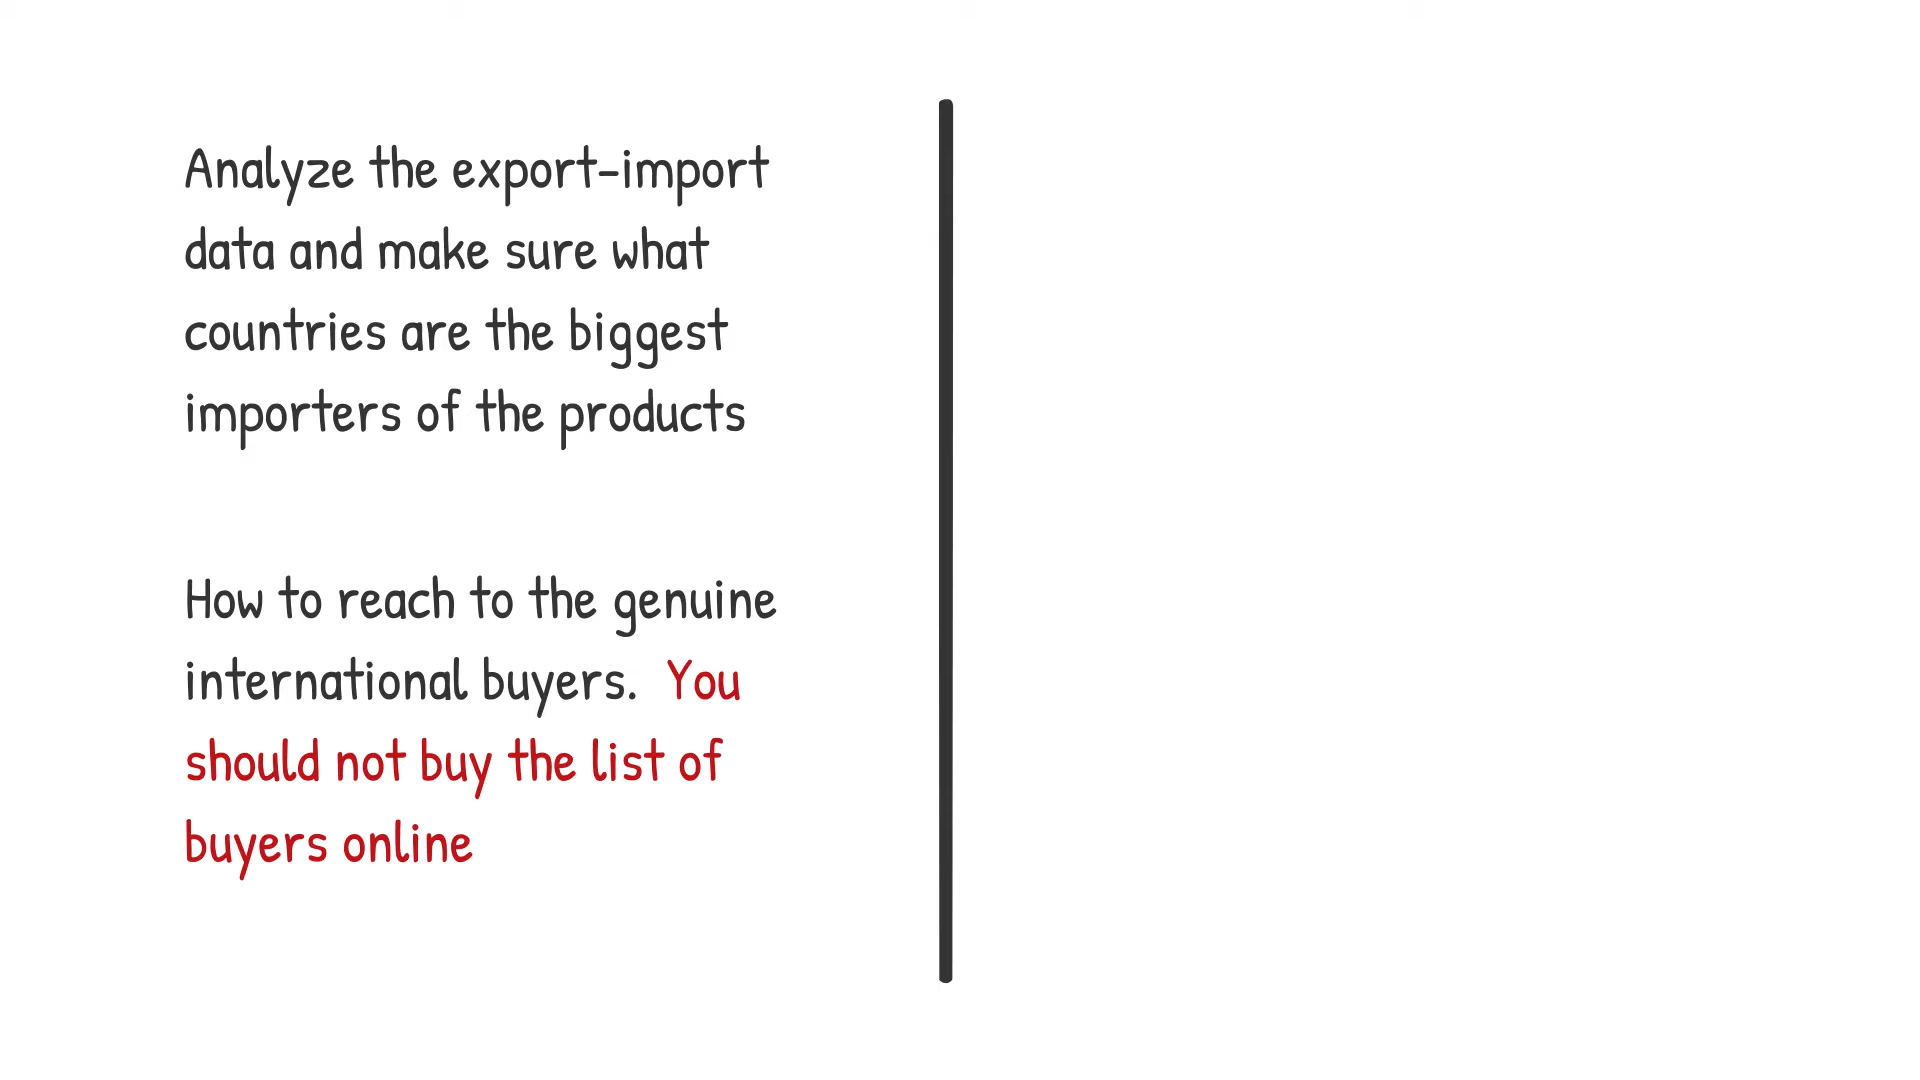 Analyze the export-import
data and make sure what
countries are the biggest
importers of the products
How to reach to the genuine
international buyers. You
should not buy the list of
buyers online